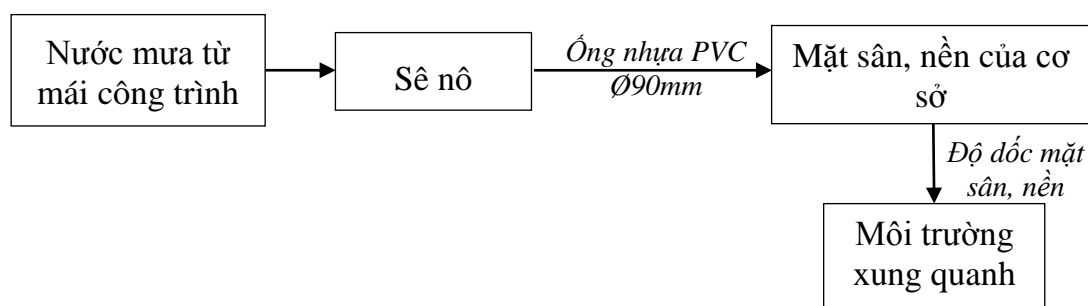 Nước mưa từ
mái công trình
Sê nô
Ống nhựa PVC
Ø90mm
Mặt sân, nền của cơ
sở
Độ dốc mặt
sân, nền
Môi trường
xung quanh